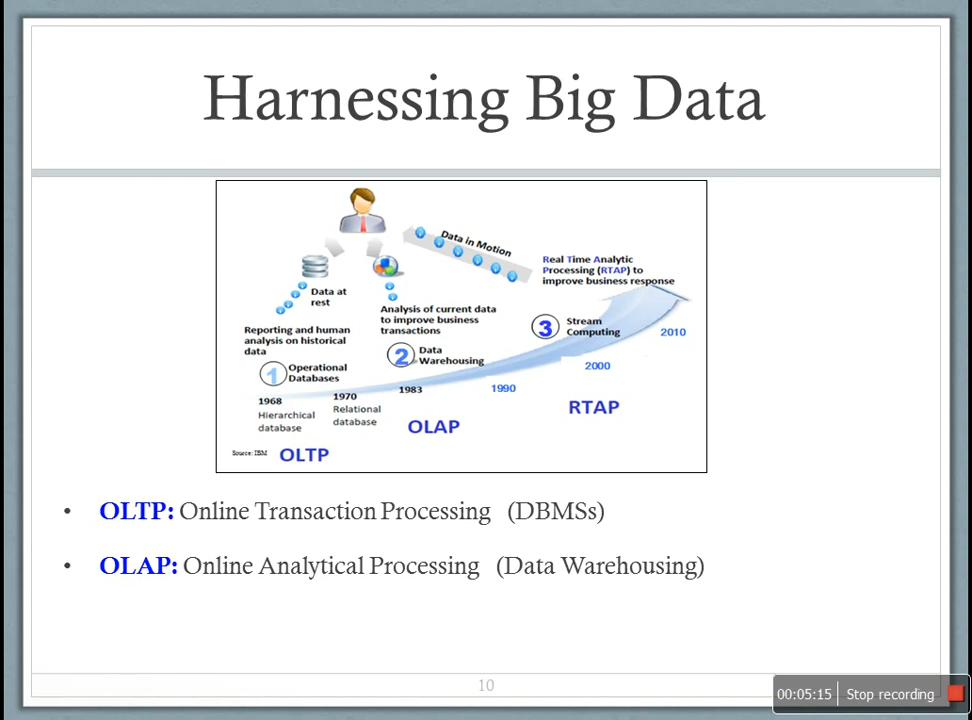 Harnessing Big Data
Data in Motion
Real Time Analytic
Processing (RTAP) to
improve business response
Data at
rest
Analysis of current data
to improve business
transactions
Reporting and human
analysis on historical
data
3
Stream
Computing
2010
2
Data
Warehousing
1
Operational
Databases
2000
1990
1983
1968
Hierarchical
database
1970
Relational
database
RTAP
OLAP
Source: IBM
OLTP
• OLTP: Online Transaction Processing (DBMSs)
• OLAP: Online Analytical Processing (Data Warehousing)
10
00:05:15 Stop recording